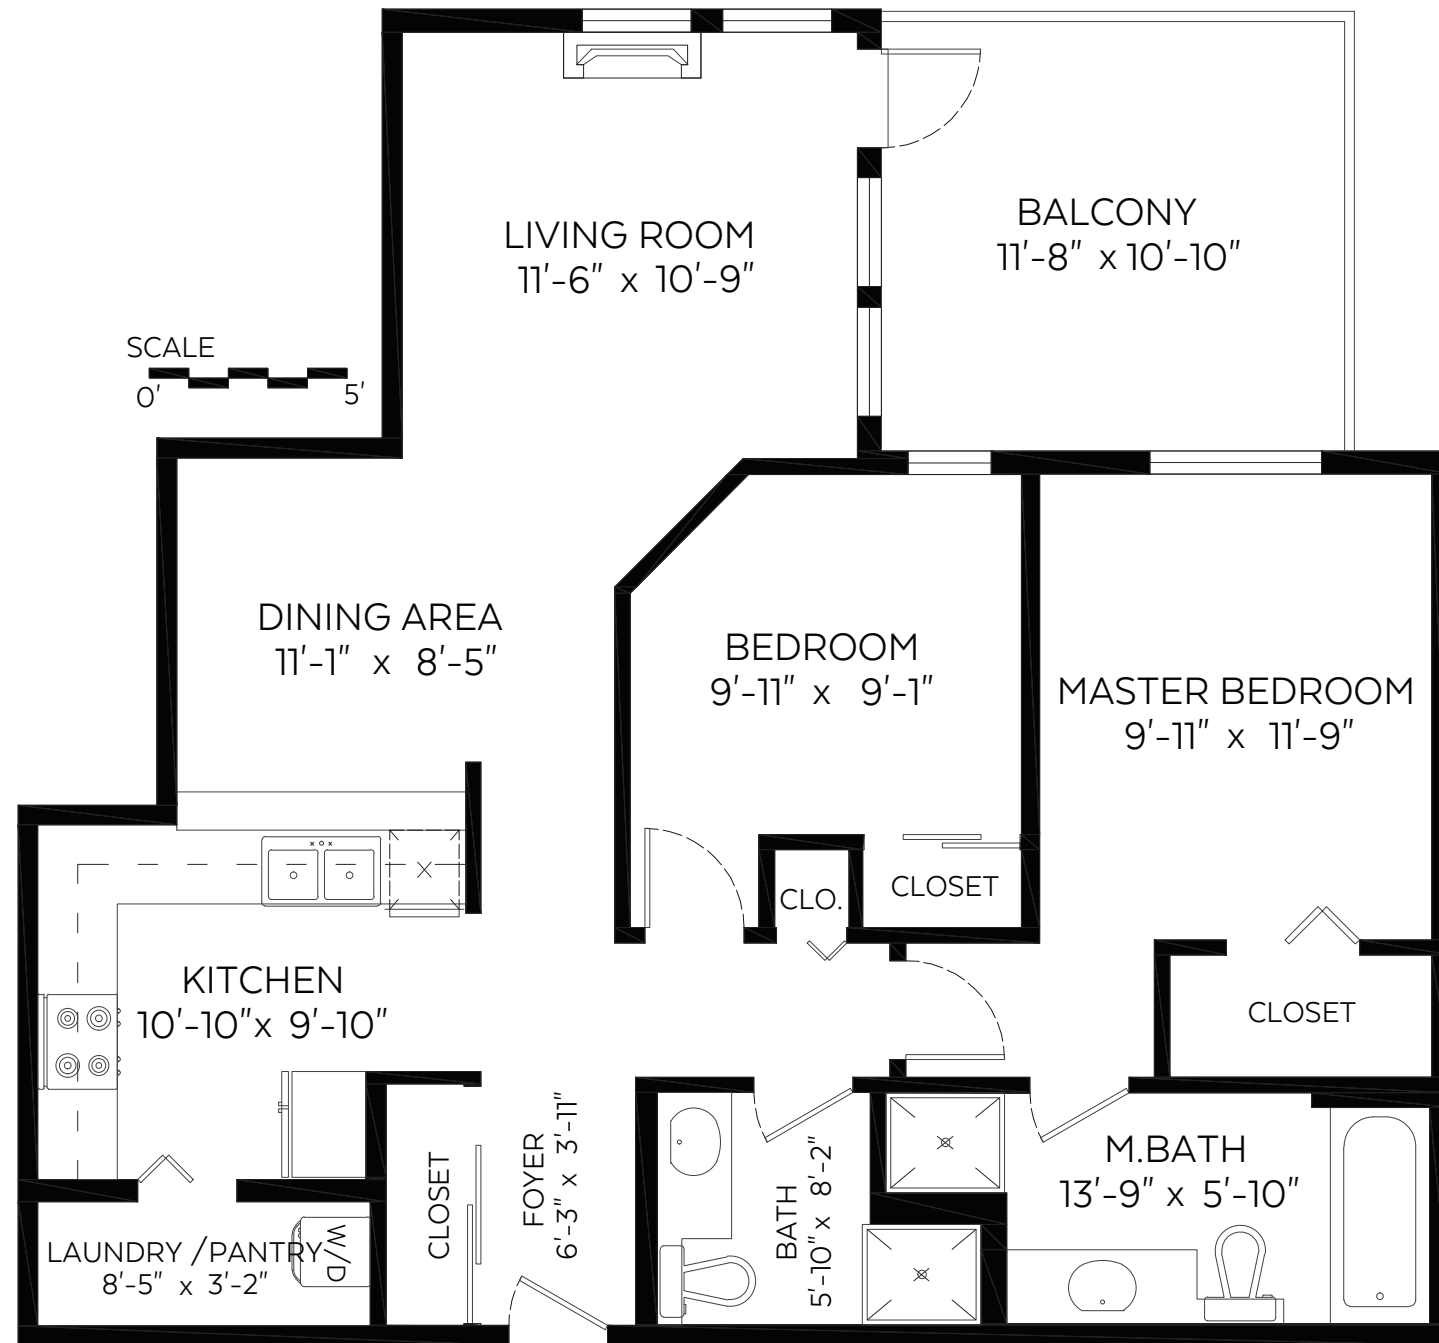 LIVING ROOM
11'-6" x 10'-9"
BALCONY
11'-8" x 10'-10"
SCALE
0' 5'
DINING AREA
11'-1" x 8'-5"
BEDROOM
9'-11" x 9'-1"
MASTER BEDROOM
9'-11" x 11'-9"
CLO.
CLOSET
KITCHEN
10'-10"x 9'-10"
CLOSET
CLOSET
FOYER
6'-3" x 3'-11"
BATH
5'-10" x 8'-2"
M.BATH
13'-9" x 5'-10"
LAUNDRY /PANTRY
8'-5" x 3'-2"
W/D